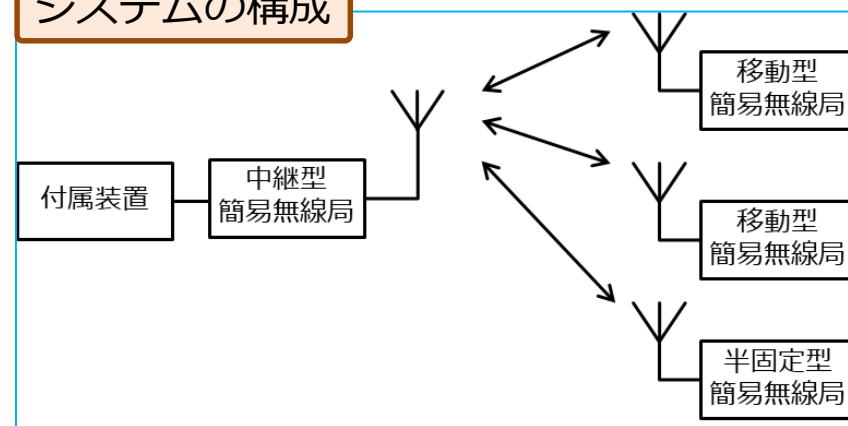 システムの構成
移動型
簡易無線局
中継型
簡易無線局
付属装置
移動型
簡易無線局
半固定型
簡易無線局